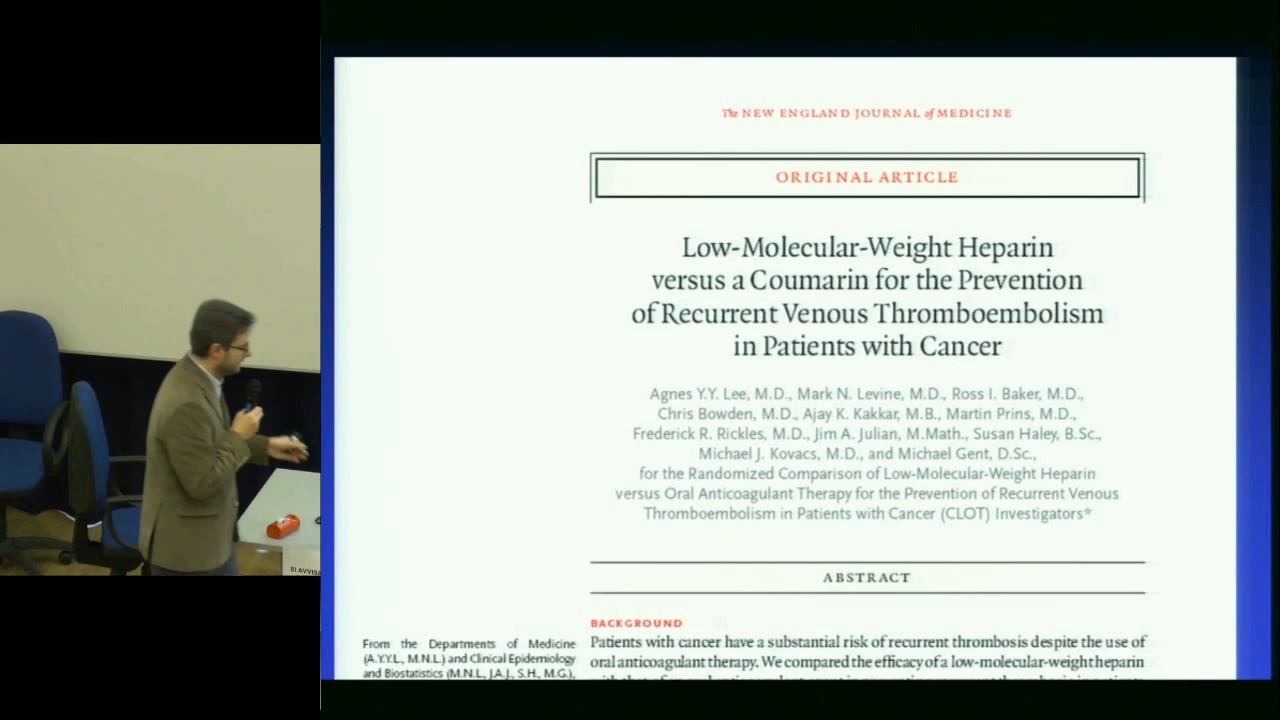 The NEW ENGLAND JOURNAL of MEDICINE
ORIGINAL ARTICLE
Low-Molecular-Weight Heparin
versus a Coumarin for the Prevention
of Recurrent Venous Thromboembolism
in Patients with Cancer
Agnes Y.Y. Lee, M.D., Mark N. Levine, M.D., Ross I. Baker, M.D.,
Chris Bowden, M.D., Ajay K. Kakkar, M.B., Martin Prins, M.D.,
Frederick R. Rickles, M.D., Jim A. Julian, M.Math., Susan Haley, B.Sc.,
Michael J. Kovacs, M.D., and Michael Gent, D.Sc.,
for the Randomized Comparison of Low-Molecular-Weight Heparin
versus Oral Anticoagulant Therapy for the Prevention of Recurrent Venous
Thromboembolism in Patients with Cancer (CLOT) Investigators*
ABSTRACT
BACKGROUND
Patients with cancer have a substantial risk of recurrent thrombosis despite the use of
oral anticoagulant therapy. We compared the efficacy of a low-molecular-weight heparin
From the Departments of Medicine
(A.Y.Y.L., M.N.L.) and Clinical Epidemiology
and Biostatistics (M.N.L., J.A.J., S.H., M.G.),
SI AVVISA